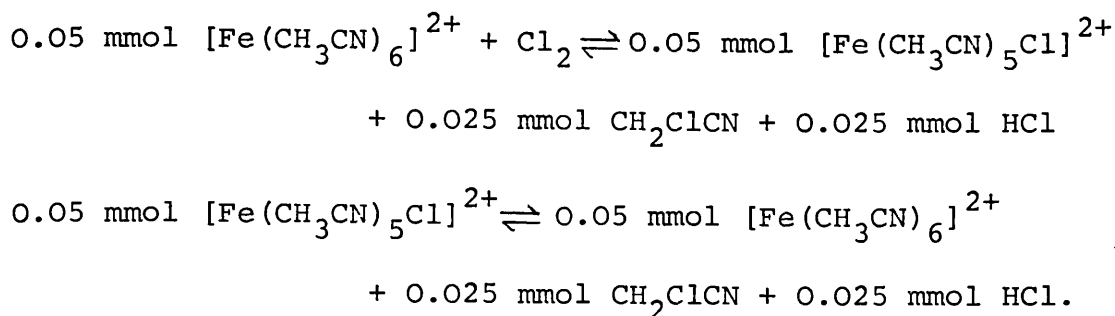 0.05 mmol [Fe(CH₃CN)₆]²⁺ + Cl₂ ⇌ 0.05 mmol [Fe(CH₃CN)₅Cl]²⁺
+ 0.025 mmol CH₂ClCN + 0.025 mmol HCl
0.05 mmol [Fe(CH₃CN)₅Cl]²⁺ ⇌ 0.05 mmol [Fe(CH₃CN)₆]²⁺
+ 0.025 mmol CH₂ClCN + 0.025 mmol HCl.